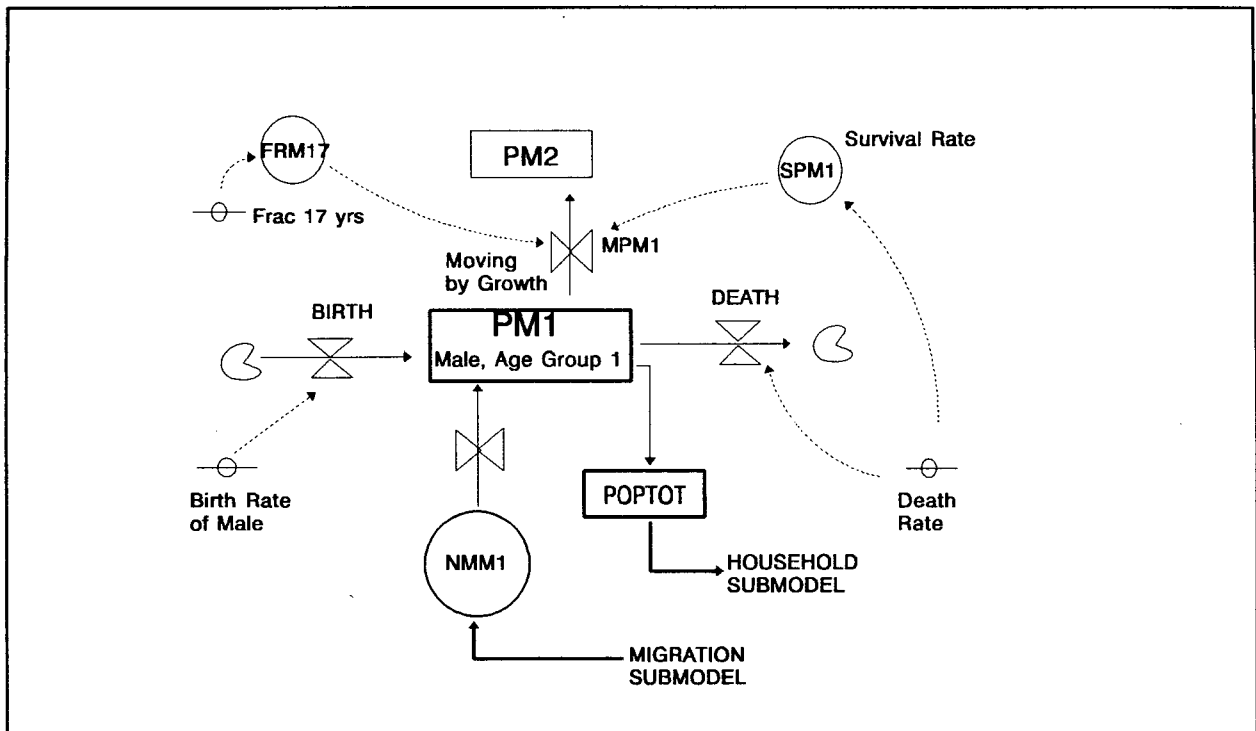 FRM17
PM2
Survival Rate
SPM1
Frac 17 yrs
MPM1
Moving
by Growth
BIRTH
DEATH
PM1
Male, Age Group 1
Birth Rate
of Male
POPTOT
Death
Rate
NMM1
HOUSEHOLD
SUBMODEL
MIGRATION
SUBMODEL